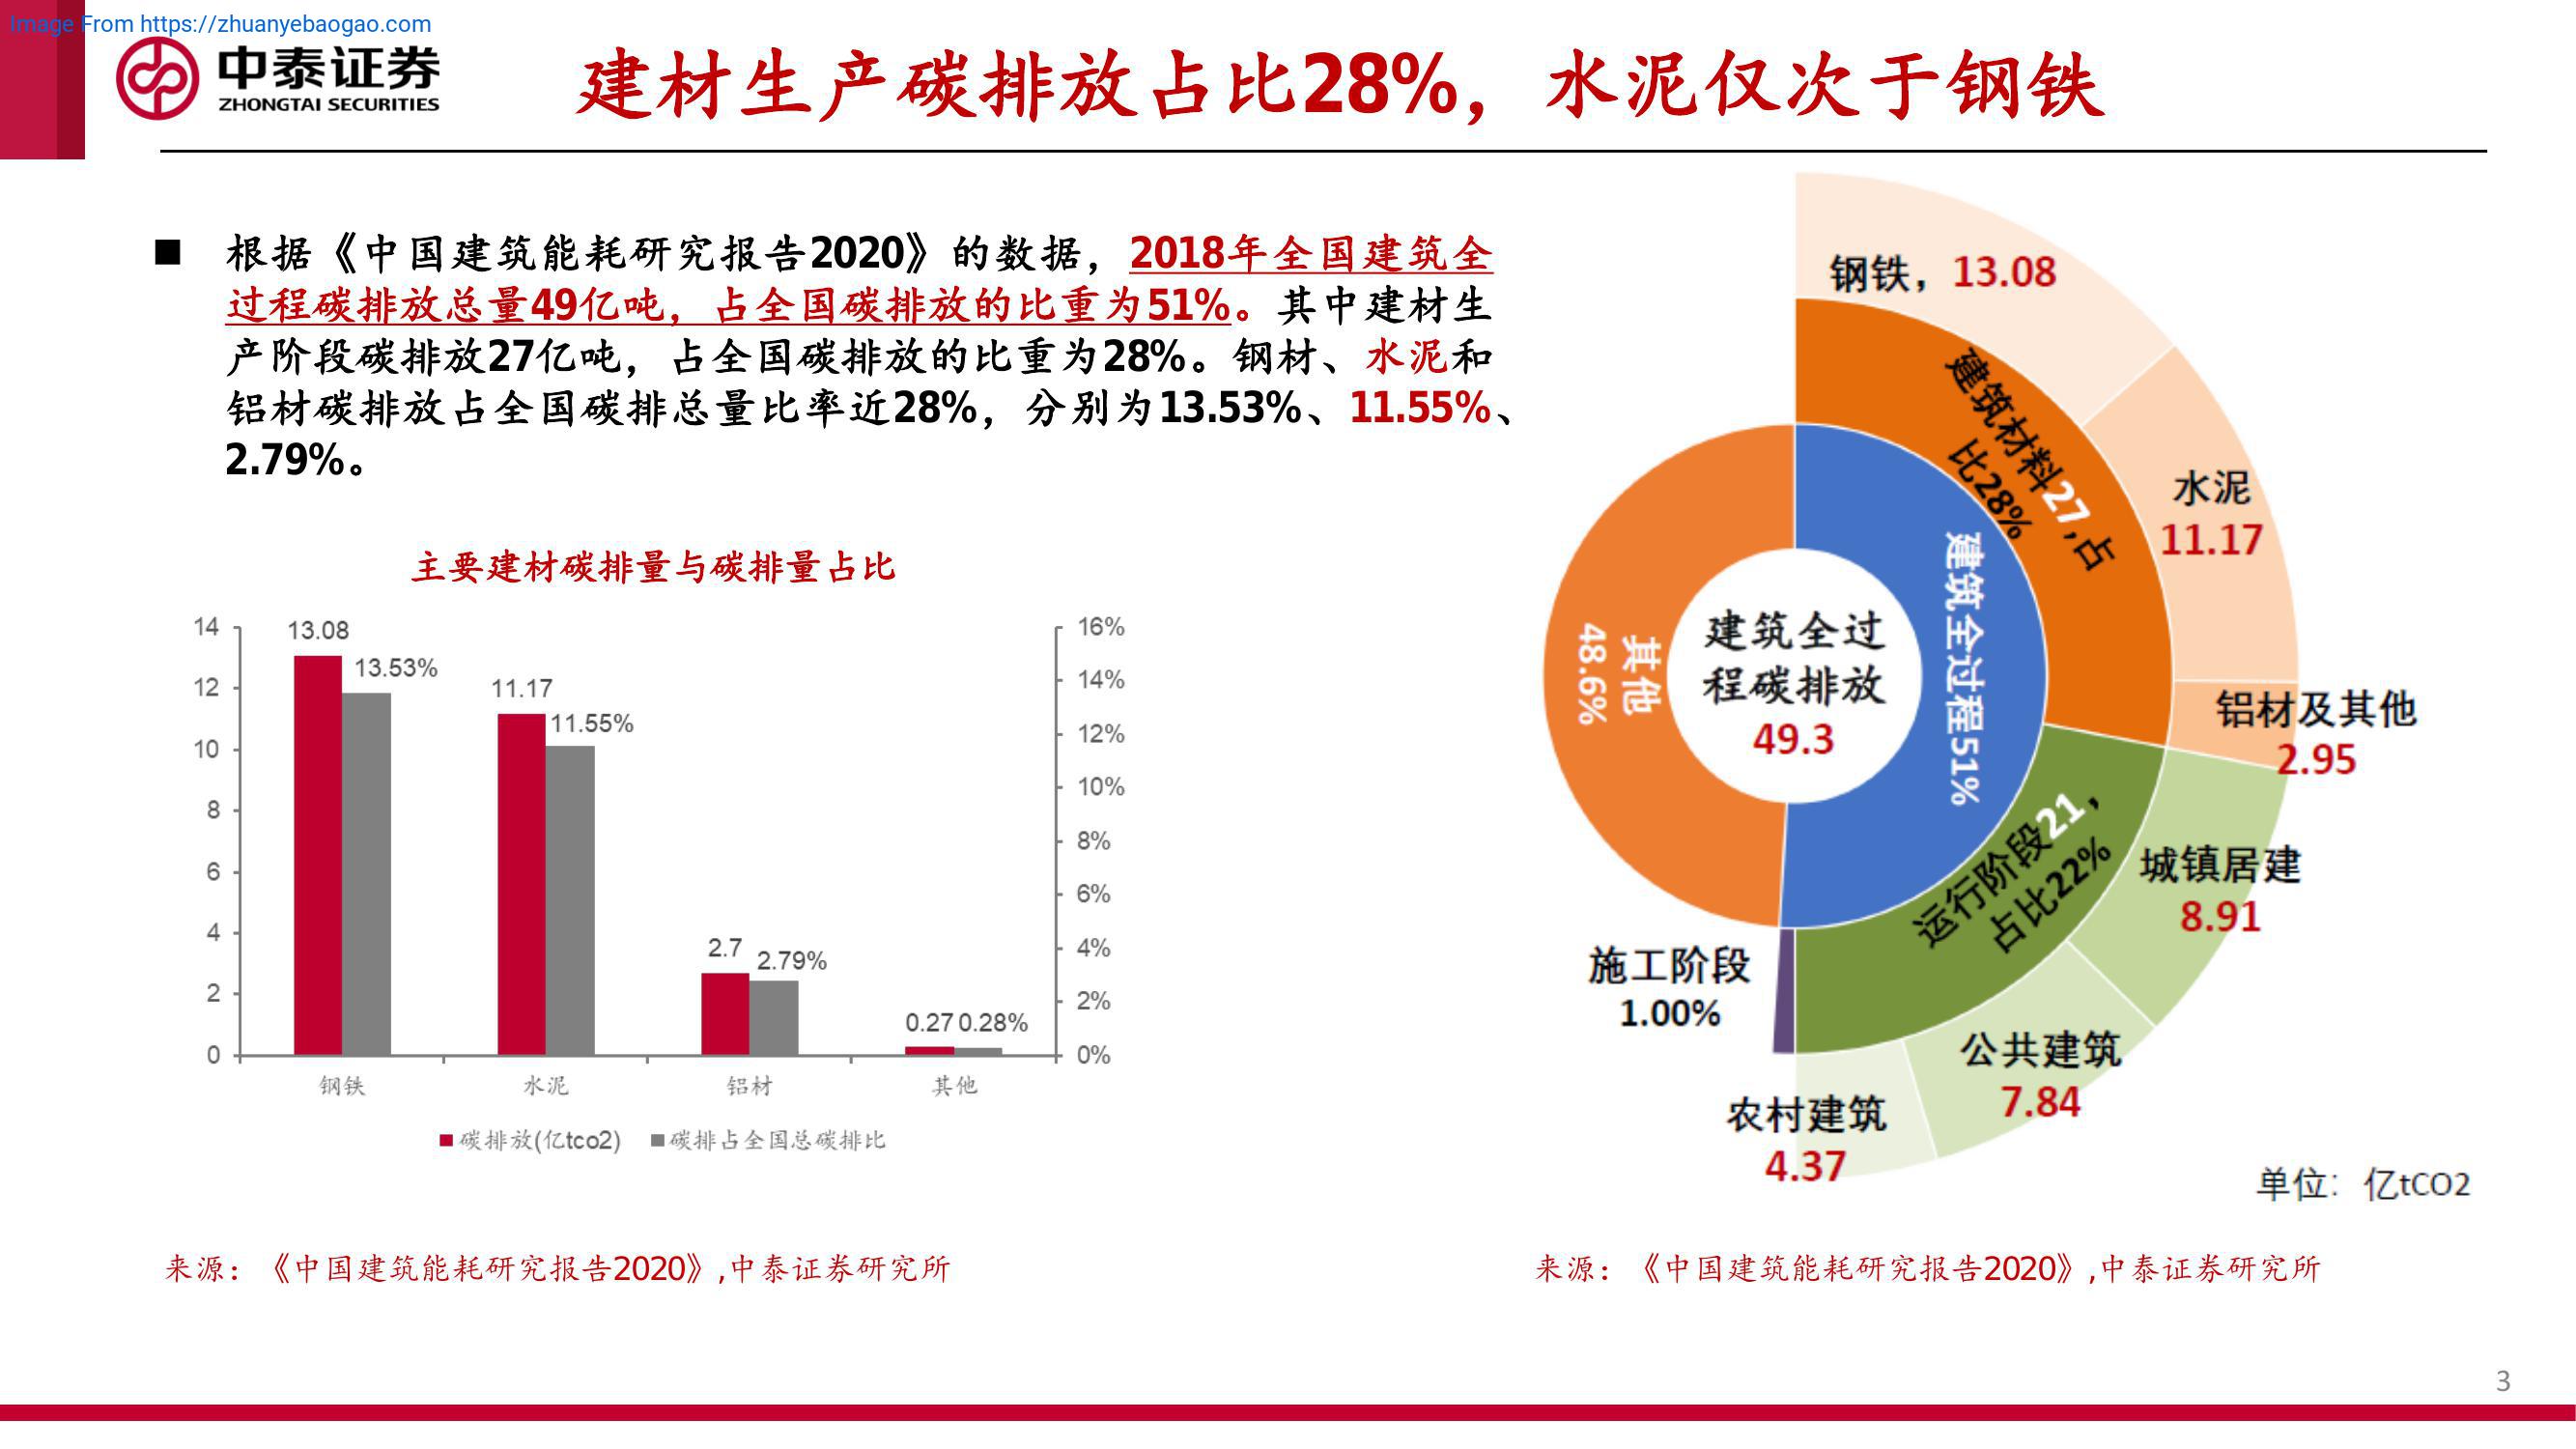 Image From https://zhuanyebaogao.com
中泰证券
ZHONGTAI SECURITIES
建材生产碳排放占比28%，水泥仅次于钢铁
■ 根据《中国建筑能耗研究报告2020》的数据，2018年全国建筑全
过程碳排放总量49亿吨，占全国碳排放的比重为51%。其中建材生
产阶段碳排放27亿吨，占全国碳排放的比重为28%。钢材、水泥和
铝材碳排放占全国碳排总量比率近28%，分别为13.53%、11.55%、
2.79%。
主要建材碳排量与碳排量占比
14
12
10
8
6
4
2
0
16%
14%
12%
10%
8%
6%
4%
2%
0%
13.08
13.53%
11.17
11.55%
2.7
2.79%
0.27
0.28%
钢铁
水泥
铝材
其他
碳排放(亿tco2)
碳排占全国总碳排比
来源：《中国建筑能耗研究报告2020》,中泰证券研究所
钢铁，13.08
建筑材料27,占
比28%
水泥
11.17
铝材及其他
2.95
建筑全过程51%
其他
48.6%
建筑全过
程碳排放
49.3
运行阶段21，
占比22%
城镇居建
8.91
施工阶段
1.00%
公共建筑
7.84
农村建筑
4.37
单位：亿tCO2
来源：《中国建筑能耗研究报告2020》,中泰证券研究所
3